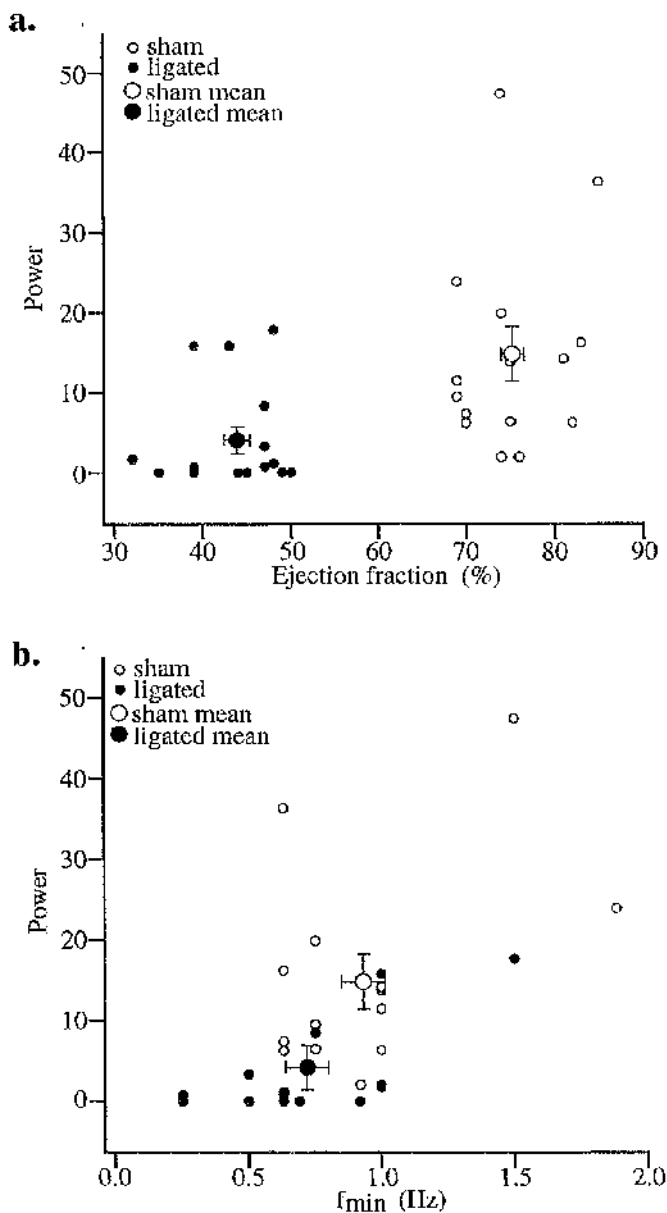 a.
sham
ligated
sham mean
ligated mean
50
40
30
20
10
0
Power
30 40 50 60 70 80 90
Ejection fraction (%)
b.
sham
ligated
sham mean
ligated mean
50
40
30
20
10
0
Power
0.0 0.5 1.0 1.5 2.0
fmin (Hz)